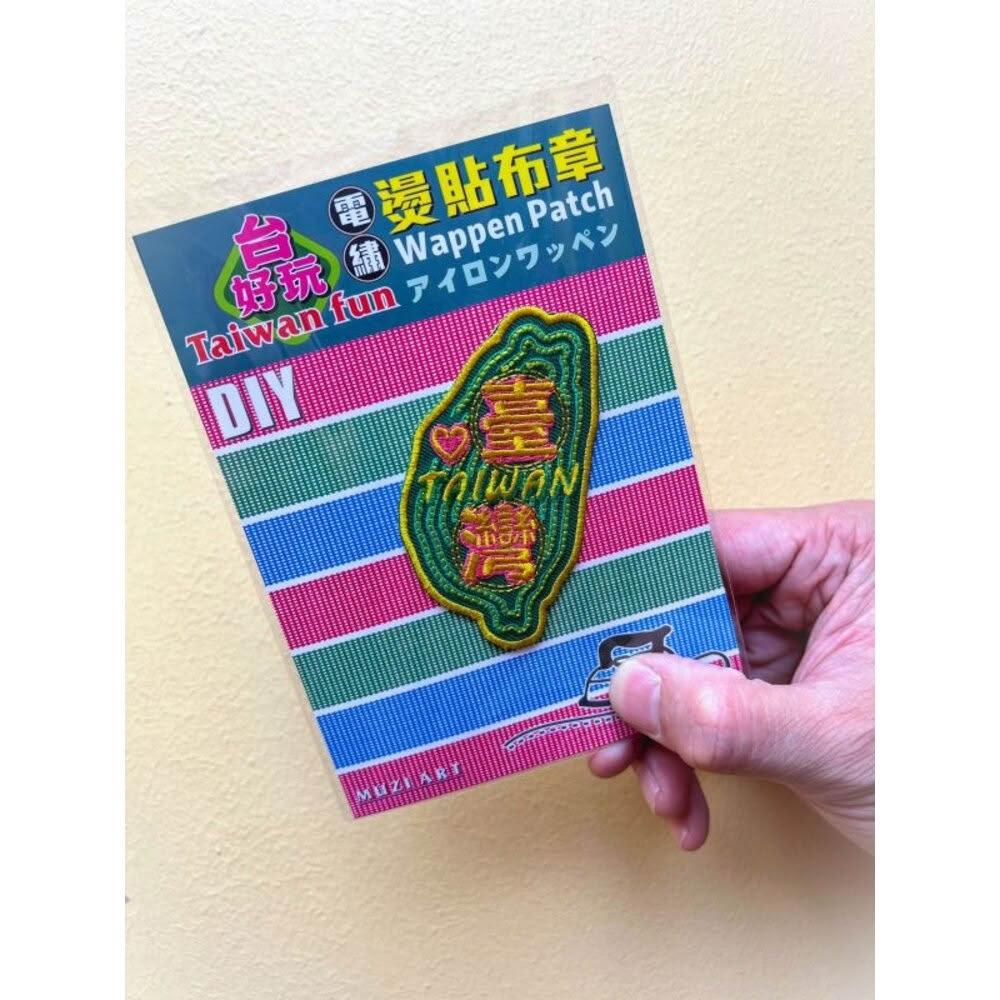 電繡
燙貼布章
Wappen Patch
アイロンワッペン
台
好玩
Taiwan fun
DIY
臺
TAIWAN
灣
MUZI ART